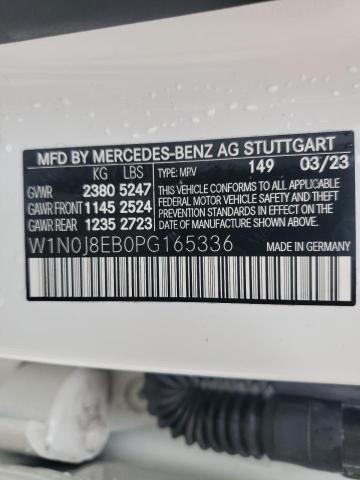 MFD BY MERCEDES-BENZ AG STUTTGART
KG LBS TYPE: MPV 149 03/23
GVWR 2380 5247 THIS VEHICLE CONFORMS TO ALL APPLICABLE
GAWR FRONT 1145 2524 FEDERAL MOTOR VEHICLE SAFETY AND THEFT
GAWR REAR 1235 2723 PREVENTION STANDARDS IN EFFECT ON THE
DATE OF MANUFACTURE SHOWN ABOVE.
W1N0J8EB0PG165336 MADE IN GERMANY